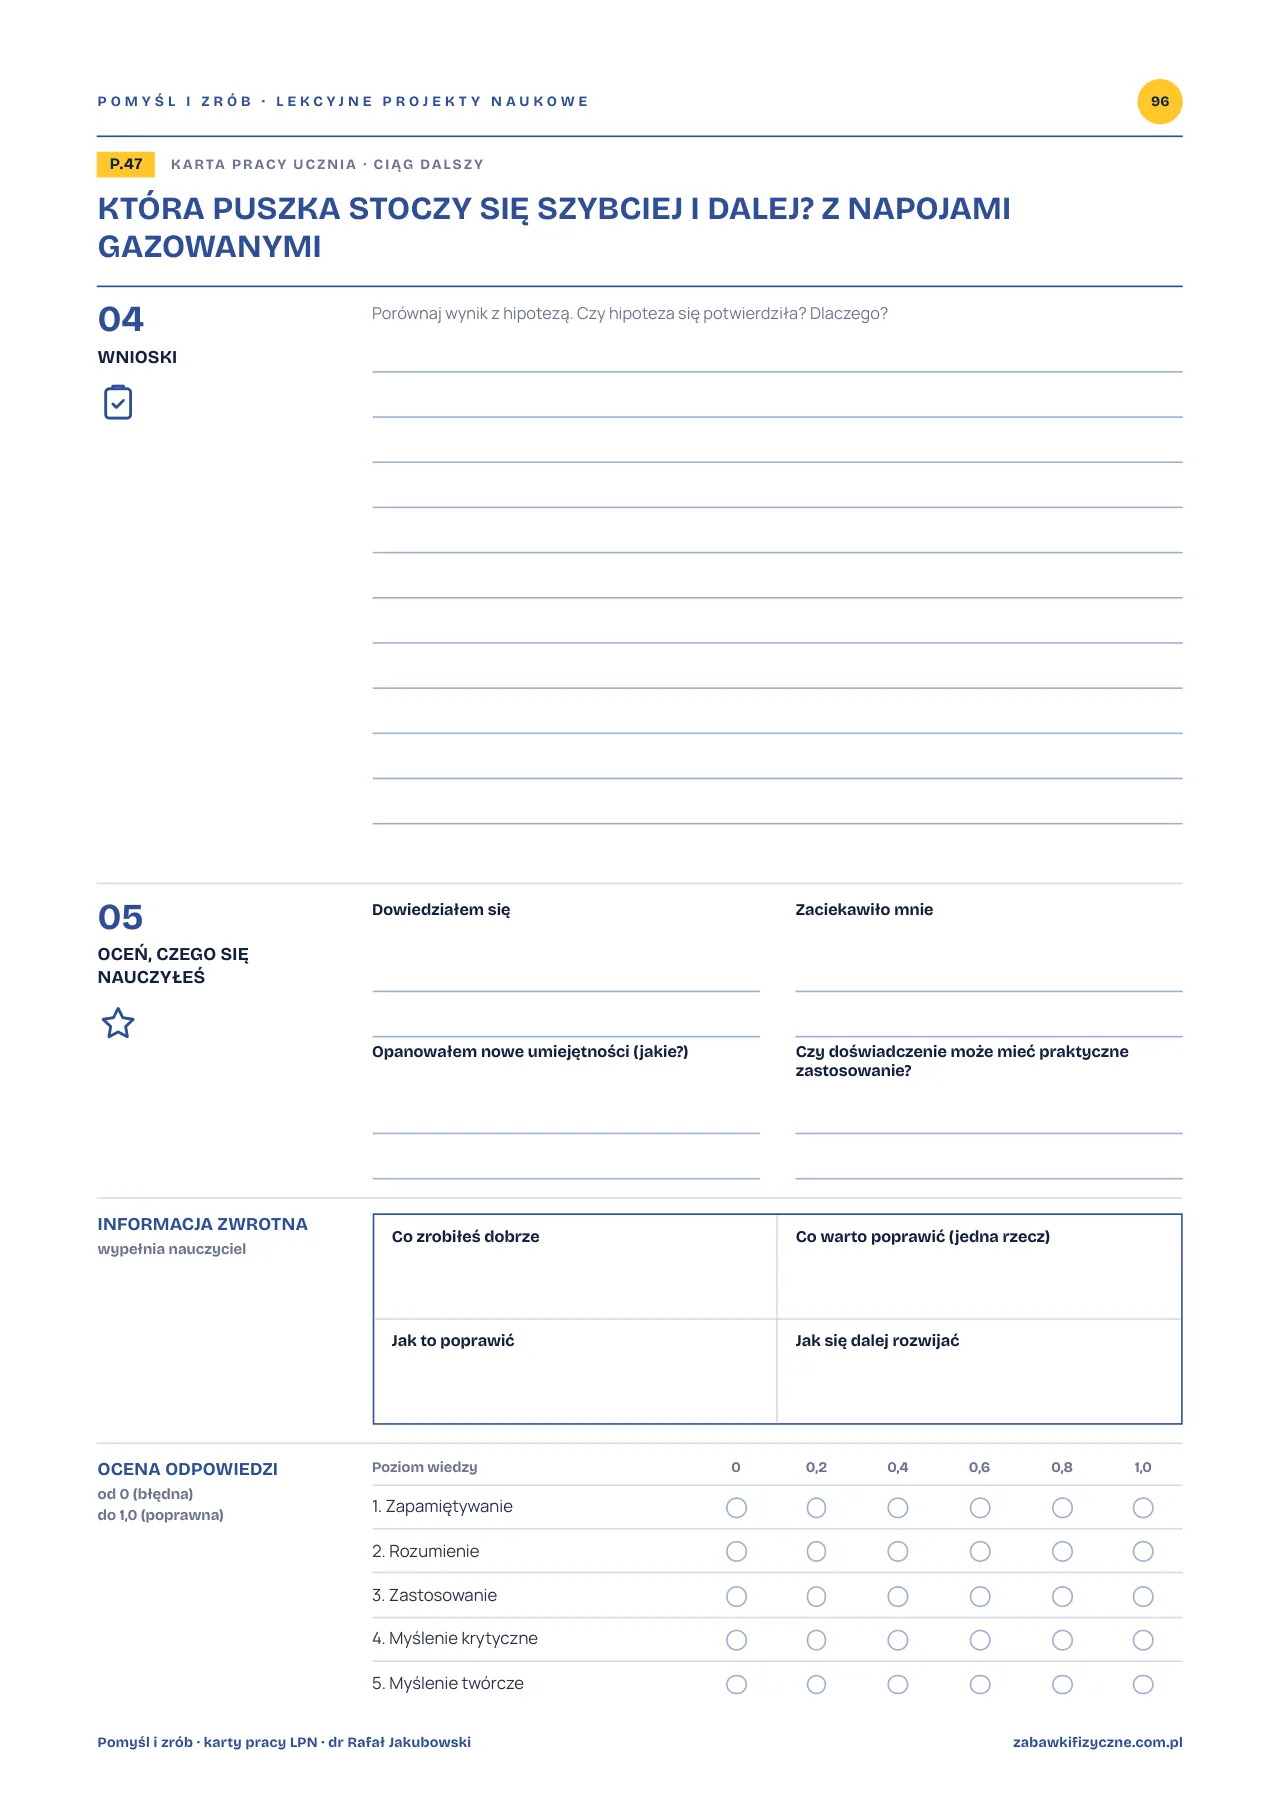 POMYŚL I ZRÓB · LEKCYJNE PROJEKTY NAUKOWE
96
P.47
KARTA PRACY UCZNIA · CIĄG DALSZY
KTÓRA PUSZKA STOCZY SIĘ SZYBCIEJ I DALEJ? Z NAPOJAMI
GAZOWANYMI
04
WNIOSKI
Porównaj wynik z hipotezą. Czy hipoteza się potwierdziła? Dlaczego?
05
OCEŃ, CZEGO SIĘ
NAUCZYŁEŚ
Dowiedziałem się
Zaciekawiło mnie
Opanowałem nowe umiejętności (jakie?)
Czy doświadczenie może mieć praktyczne
zastosowanie?
INFORMACJA ZWROTNA
wypełnia nauczyciel
Co zrobiłeś dobrze
Co warto poprawić (jedna rzecz)
Jak to poprawić
Jak się dalej rozwijać
OCENA ODPOWIEDZI
od 0 (błędna)
do 1,0 (poprawna)
Poziom wiedzy 0 0,2 0,4 0,6 0,8 1,0
1. Zapamiętywanie
2. Rozumienie
3. Zastosowanie
4. Myślenie krytyczne
5. Myślenie twórcze
Pomyśl i zrób · karty pracy LPN · dr Rafał Jakubowski
zabawkifizyczne.com.pl